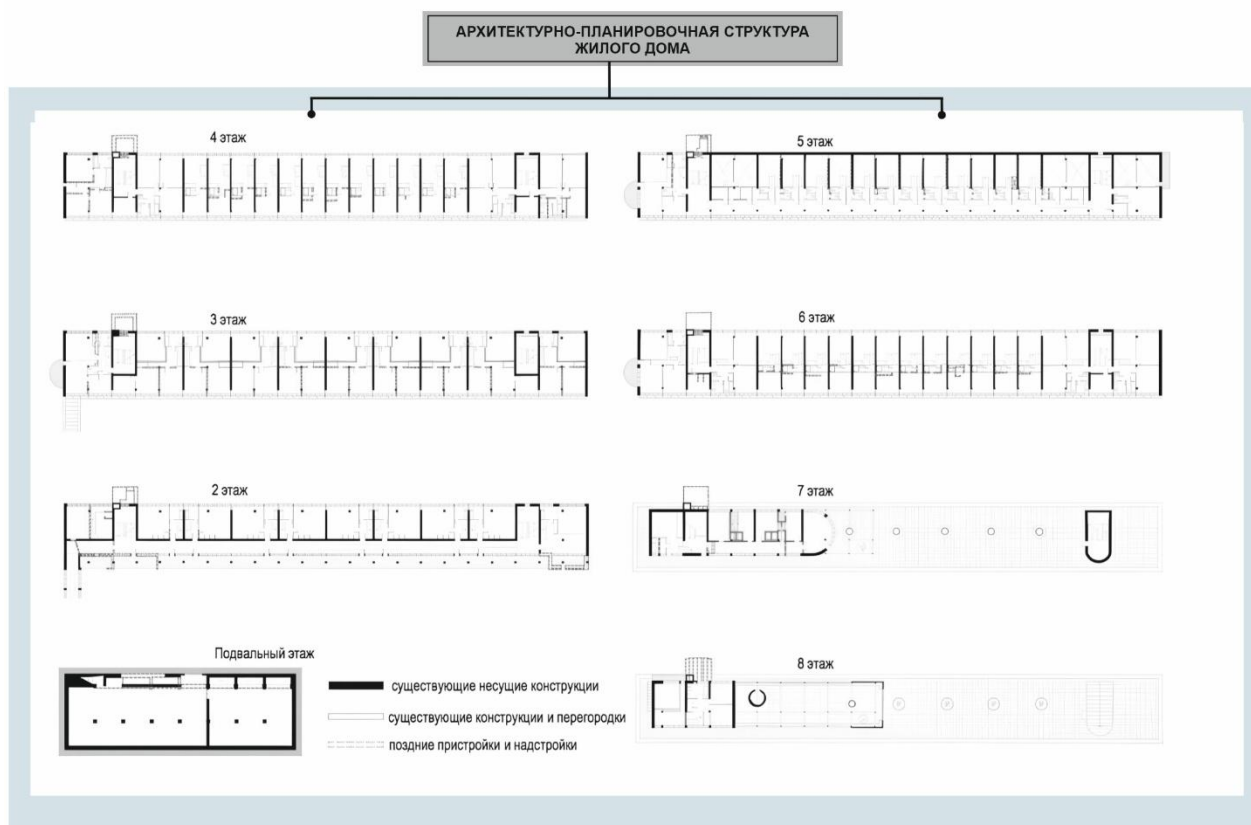 АРХИТЕКТУРНО-ПЛАНИРОВОЧНАЯ СТРУКТУРА
ЖИЛОГО ДОМА
4 этаж
5 этаж
3 этаж
6 этаж
2 этаж
7 этаж
Подвальный этаж
8 этаж
существующие несущие конструкции
существующие конструкции и перегородки
поздние пристройки и надстройки